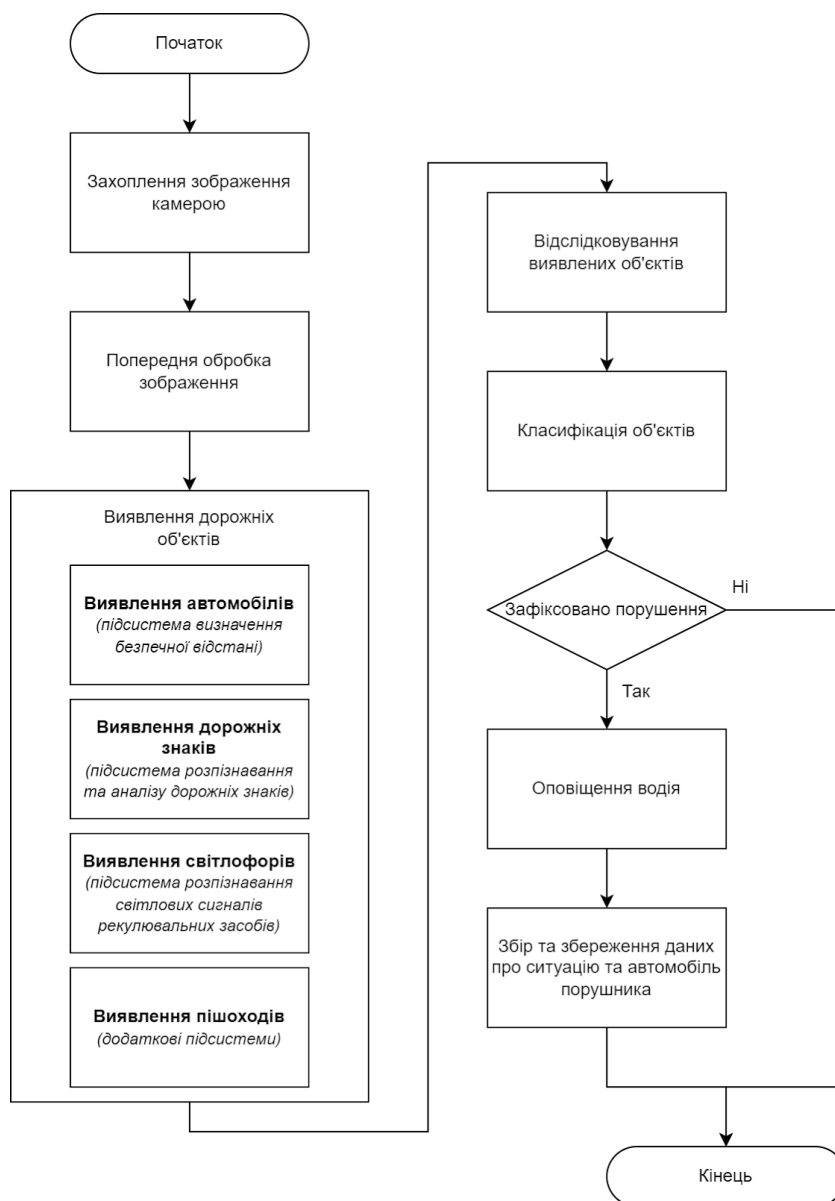 Початок
Захоплення зображення
камерою
Попередня обробка
зображення
Виявлення дорожніх
об'єктів
Виявлення автомобілів
(підсистема визначення
безпечної відстані)
Виявлення дорожніх
знаків
(підсистема розпізнавання
та аналізу дорожніх знаків)
Виявлення світлофорів
(підсистема розпізнавання
світлових сигналів
рекулювальних засобів)
Виявлення пішоходів
(додаткові підсистеми)
Відслідковування
виявлених об'єктів
Класифікація об'єктів
Зафіксовано порушення
Ні
Так
Оповіщення водія
Збір та збереження даних
про ситуацію та автомобіль
порушника
Кінець